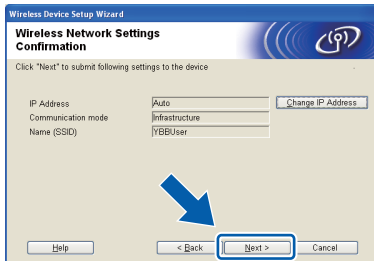 Wireless Device Setup Wizard
Wireless Network Settings
Confirmation
Click "Next" to submit following settings to the device
IP Address Auto Change IP Address
Communication mode Infrastructure
Name (SSID) YBBUser
Help < Back Next > Cancel